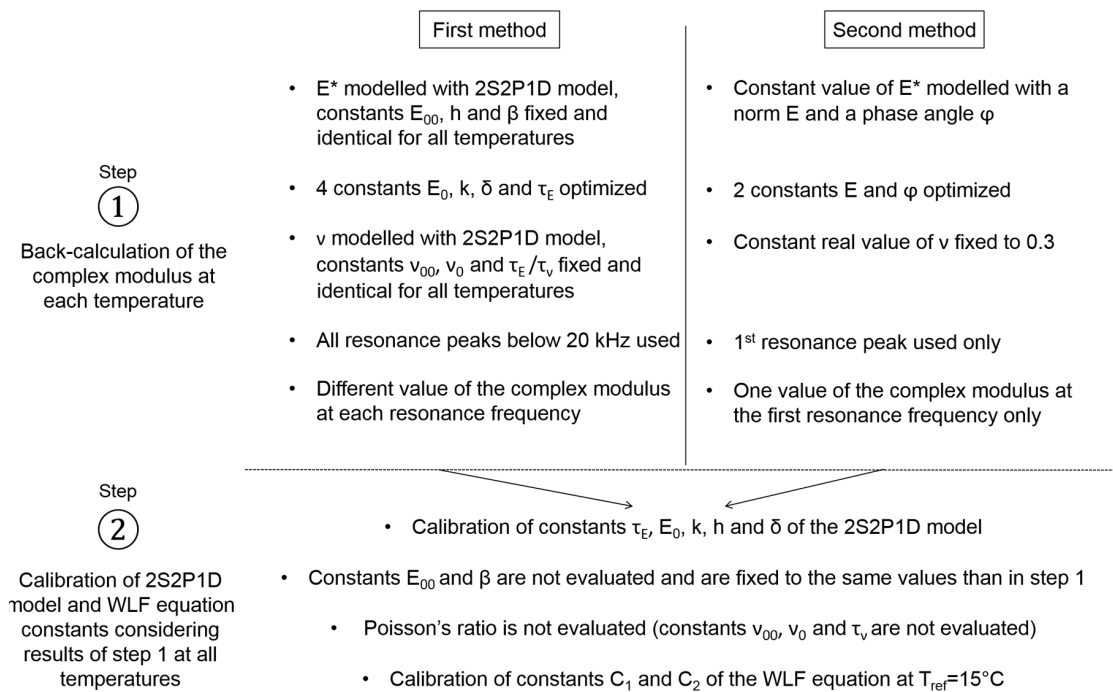 First method
Second method
Step
1
Back-calculation of the
complex modulus at
each temperature
• E* modelled with 2S2P1D model,
constants E₀₀, h and β fixed and
identical for all temperatures
• 4 constants E₀, k, δ and τ_E optimized
• ν modelled with 2S2P1D model,
constants ν₀₀, ν₀ and τ_E/τ_ν fixed and
identical for all temperatures
• All resonance peaks below 20 kHz used
• Different value of the complex modulus
at each resonance frequency
• Constant value of E* modelled with a
norm E and a phase angle φ
• 2 constants E and φ optimized
• Constant real value of ν fixed to 0.3
• 1st resonance peak used only
• One value of the complex modulus at
the first resonance frequency only
Step
2
Calibration of 2S2P1D
model and WLF equation
constants considering
results of step 1 at all
temperatures
• Calibration of constants τ_E, E₀, k, h and δ of the 2S2P1D model
• Constants E₀₀ and β are not evaluated and are fixed to the same values than in step 1
• Poisson's ratio is not evaluated (constants ν₀₀, ν₀ and τ_ν are not evaluated)
• Calibration of constants C₁ and C₂ of the WLF equation at T_ref=15°C